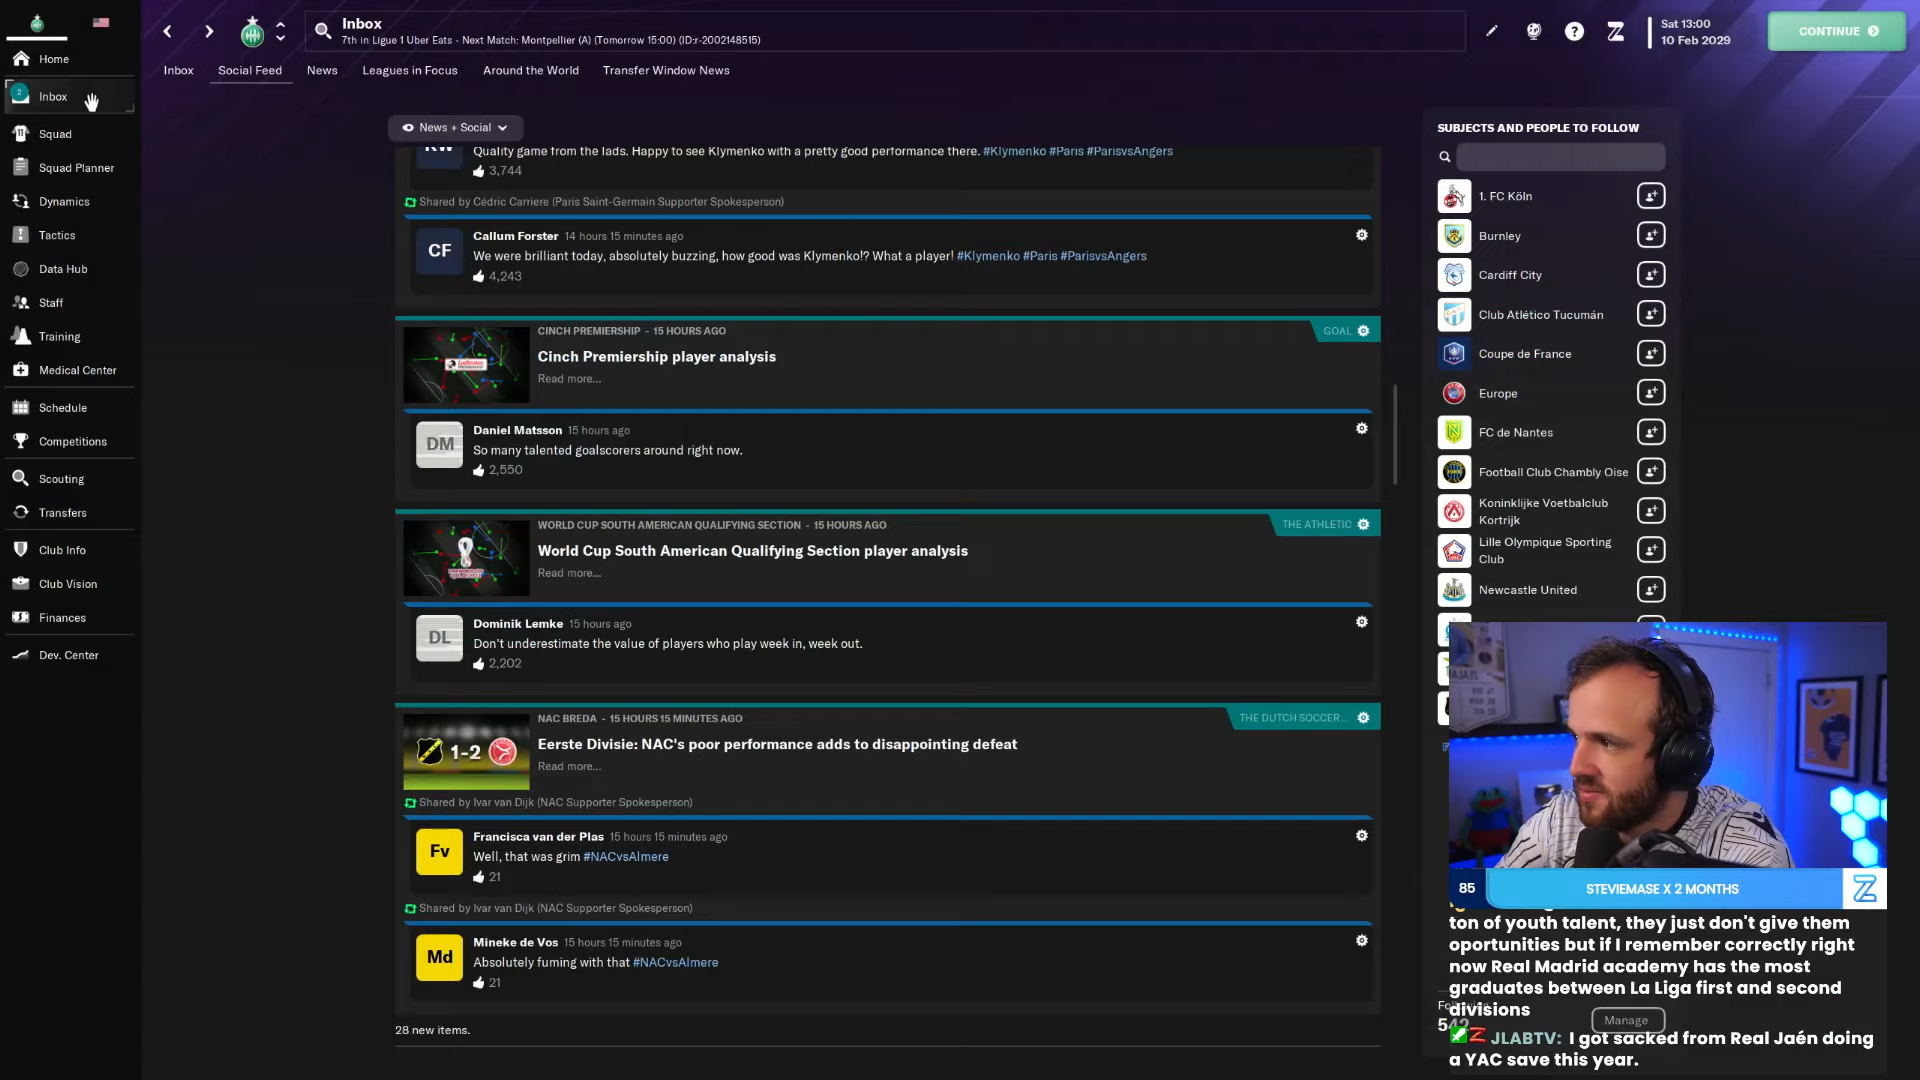 Inbox
7th in Ligue 1 Uber Eats - Next Match: Montpellier (A) (Tomorrow 15:00) (ID:r-2002148515)
Sat 13:00
10 Feb 2029
CONTINUE
Inbox
Social Feed
News
Leagues in Focus
Around the World
Transfer Window News
Home
2
Inbox
Squad
Squad Planner
Dynamics
Tactics
Data Hub
Staff
Training
Medical Center
Schedule
Competitions
Scouting
Transfers
Club Info
Club Vision
Finances
Dev. Center
News + Social
Quality game from the lads. Happy to see Klymenko with a pretty good performance there. #Klymenko #Paris #ParisvsAngers
3,744
Shared by Cédric Carriere (Paris Saint-Germain Supporter Spokesperson)
CF
Callum Forster 14 hours 15 minutes ago
We were brilliant today, absolutely buzzing, how good was Klymenko!? What a player! #Klymenko #Paris #ParisvsAngers
4,243
CINCH PREMIERSHIP - 15 HOURS AGO
GOAL
Cinch Premiership player analysis
Read more...
DM
Daniel Matsson 15 hours ago
So many talented goalscorers around right now.
2,550
WORLD CUP SOUTH AMERICAN QUALIFYING SECTION - 15 HOURS AGO
THE ATHLETIC
World Cup South American Qualifying Section player analysis
Read more...
DL
Dominik Lemke 15 hours ago
Don't underestimate the value of players who play week in, week out.
2,202
NAC BREDA - 15 HOURS 15 MINUTES AGO
THE DUTCH SOCCER...
1-2
Eerste Divisie: NAC's poor performance adds to disappointing defeat
Read more...
Shared by Ivar van Dijk (NAC Supporter Spokesperson)
Fv
Francisca van der Plas 15 hours 15 minutes ago
Well, that was grim #NACvsAlmere
21
Shared by Ivar van Dijk (NAC Supporter Spokesperson)
Md
Mineke de Vos 15 hours 15 minutes ago
Absolutely fuming with that #NACvsAlmere
21
28 new items.
SUBJECTS AND PEOPLE TO FOLLOW
1. FC Köln
Burnley
Cardiff City
Club Atlético Tucumán
Coupe de France
Europe
FC de Nantes
Football Club Chambly Oise
Koninklijke Voetbalclub
Kortrijk
Lille Olympique Sporting
Club
Newcastle United
85
STEVIEMASE X 2 MONTHS
ton of youth talent, they just don't give them
oportunities but if I remember correctly right
now Real Madrid academy has the most
graduates between La Liga first and second
divisions
Manage
JLABTV: I got sacked from Real Jaén doing
a YAC save this year.